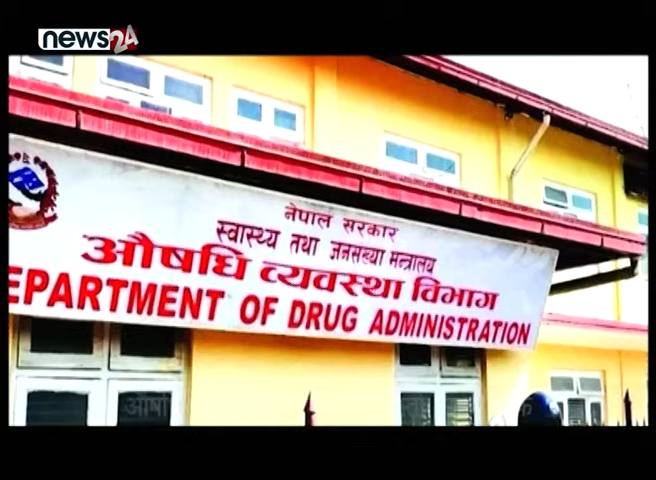 news24
नेपाल सरकार
स्वास्थ्य तथा जनसंख्या मन्त्रालय
औषधि व्यवस्था विभाग
EPARTMENT OF DRUG ADMINISTRATION